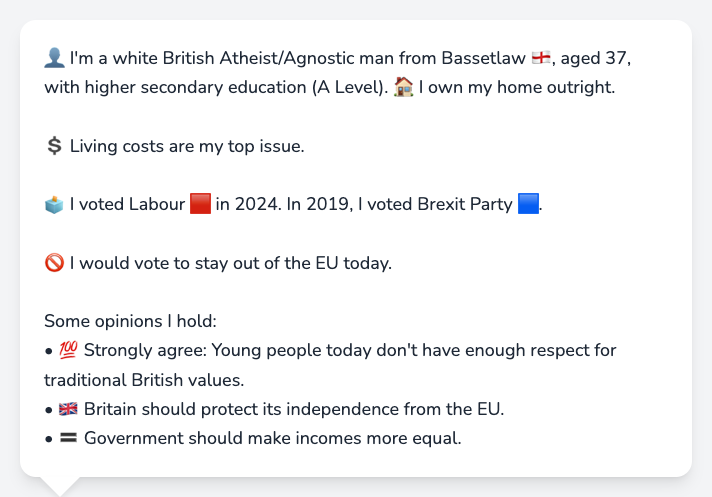 👤 I'm a white British Atheist/Agnostic man from Bassetlaw 🏴󠁧󠁢󠁥󠁮󠁧󠁿, aged 37,
with higher secondary education (A Level). 🏠 I own my home outright.
💲 Living costs are my top issue.
🗳️ I voted Labour 🟥 in 2024. In 2019, I voted Brexit Party 🟦.
🚫 I would vote to stay out of the EU today.
Some opinions I hold:
• 💯 Strongly agree: Young people today don't have enough respect for
traditional British values.
• 🇬🇧 Britain should protect its independence from the EU.
• 🟰 Government should make incomes more equal.